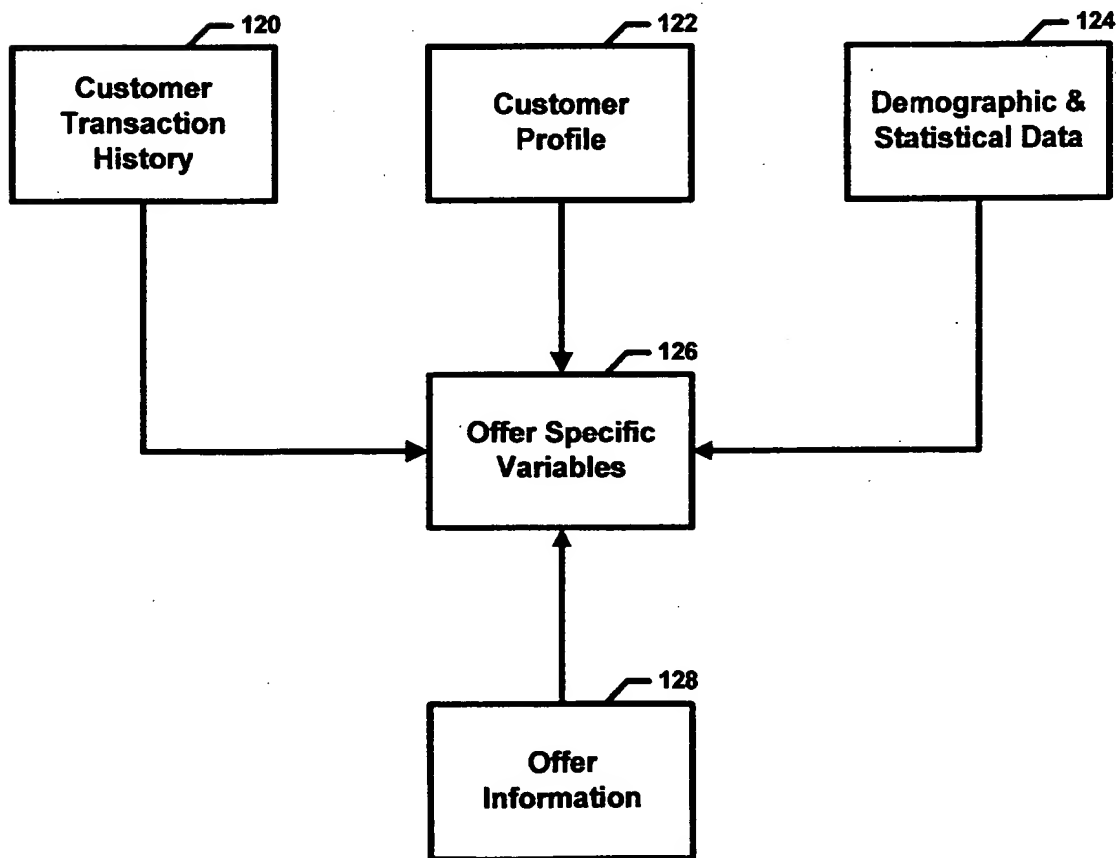 120
Customer
Transaction
History
122
Customer
Profile
124
Demographic &
Statistical Data
126
Offer Specific
Variables
128
Offer
Information